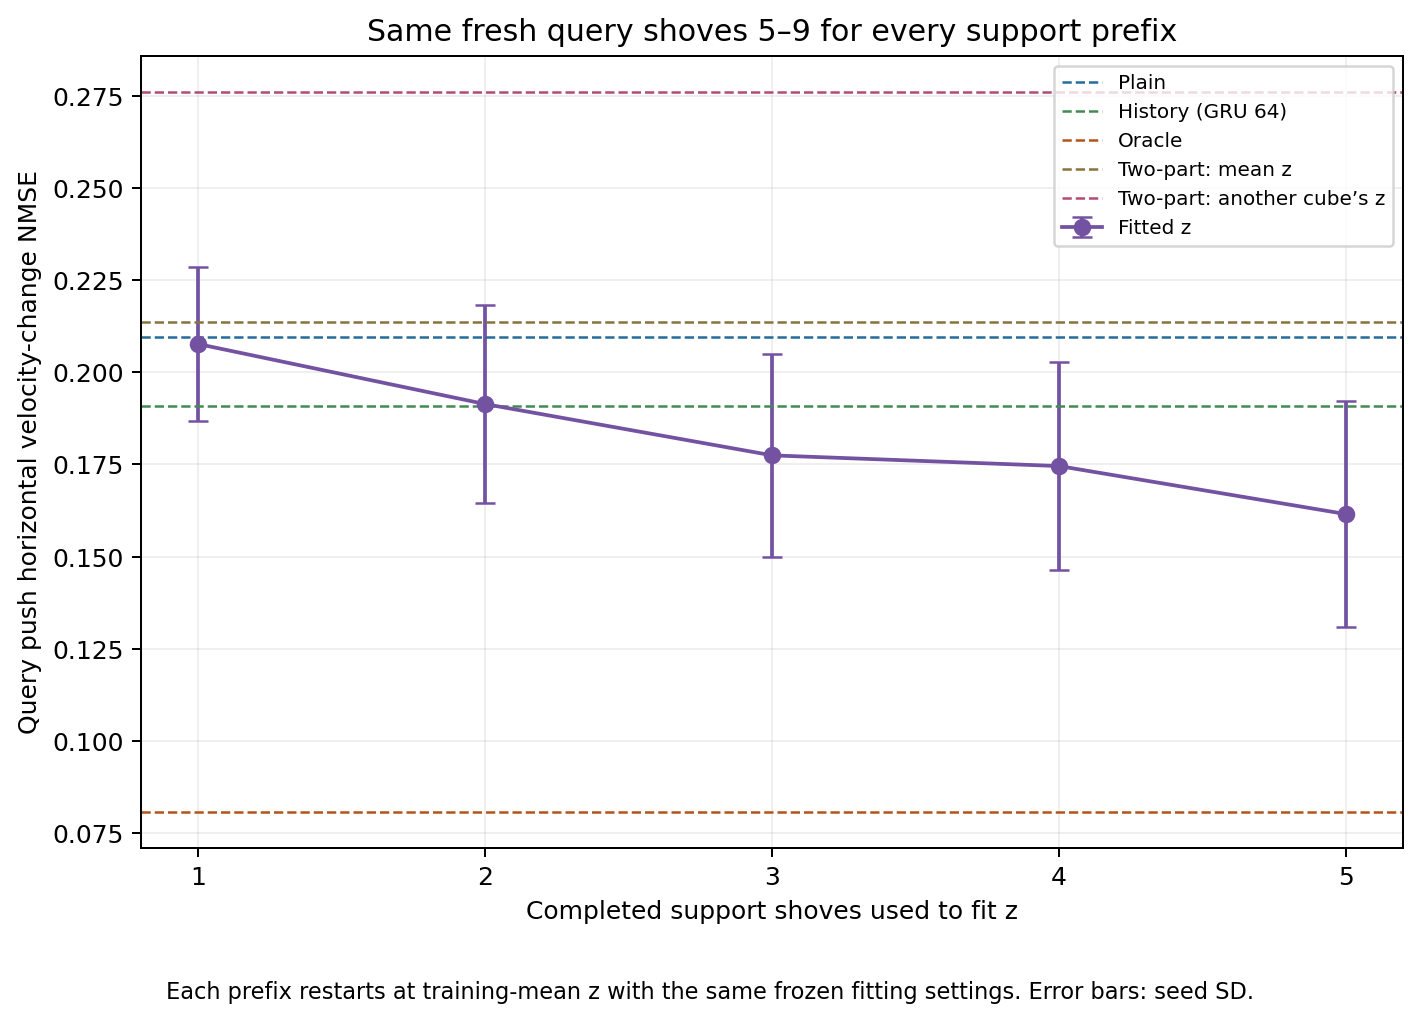 Same fresh query shoves 5–9 for every support prefix
Query push horizontal velocity-change NMSE
0.275
0.250
0.225
0.200
0.175
0.150
0.125
0.100
0.075
Plain
History (GRU 64)
Oracle
Two-part: mean z
Two-part: another cube’s z
Fitted z
1 2 3 4 5
Completed support shoves used to fit z
Each prefix restarts at training-mean z with the same frozen fitting settings. Error bars: seed SD.